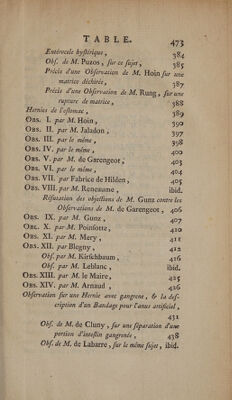 TABLE. 473
Entérocele hystérique, 384
Obs. de M. Puzos, sur ce sujet, 385
Précis d'une Observation de M. Hoin sur une
matrice déchirée, 387
Précis d'une Observation de M. Rung, sur une
rupture de matrice, 388
Hernies de l'estomac, 389
OBS. I. par M. Hoin, 390
OBS. II. par M. Jaladon, 397
OBS. III. par le même, 398
OBS. IV. par le même, 400
OBS. V. par M. de Garengeot, 403
OBS. VI. par le même, 404
OBS. VII. par Fabrice de Hilden, 405
OBS. VIII. par M. Reneaume, ibid.
Réfutation des objections de M. Gunz contre les
Observations de M. de Garengeot, 406
OBS. IX. par M. Gunz, 407
OBS. X. par M. Poinsotte, 410
OBS. XI. par M. Mery, 411
OBS. XII. par Blegny, 412
Obs. par M. Kirschbaum, 416
Obs. par M. Leblanc, ibid.
OBS. XIII. par M. le Maire, 425
OBS. XIV. par M. Arnaud, 426
Observation sur une Hernie avec gangrene, & la des-
cription d'un Bandage pour l'anus artificiel,
431
Obs. de M. de Cluny, sur une séparation d'une
portion d'intestin gangrenée, 438
Obs. de M. de Labarre, sur le même sujet, ibid.